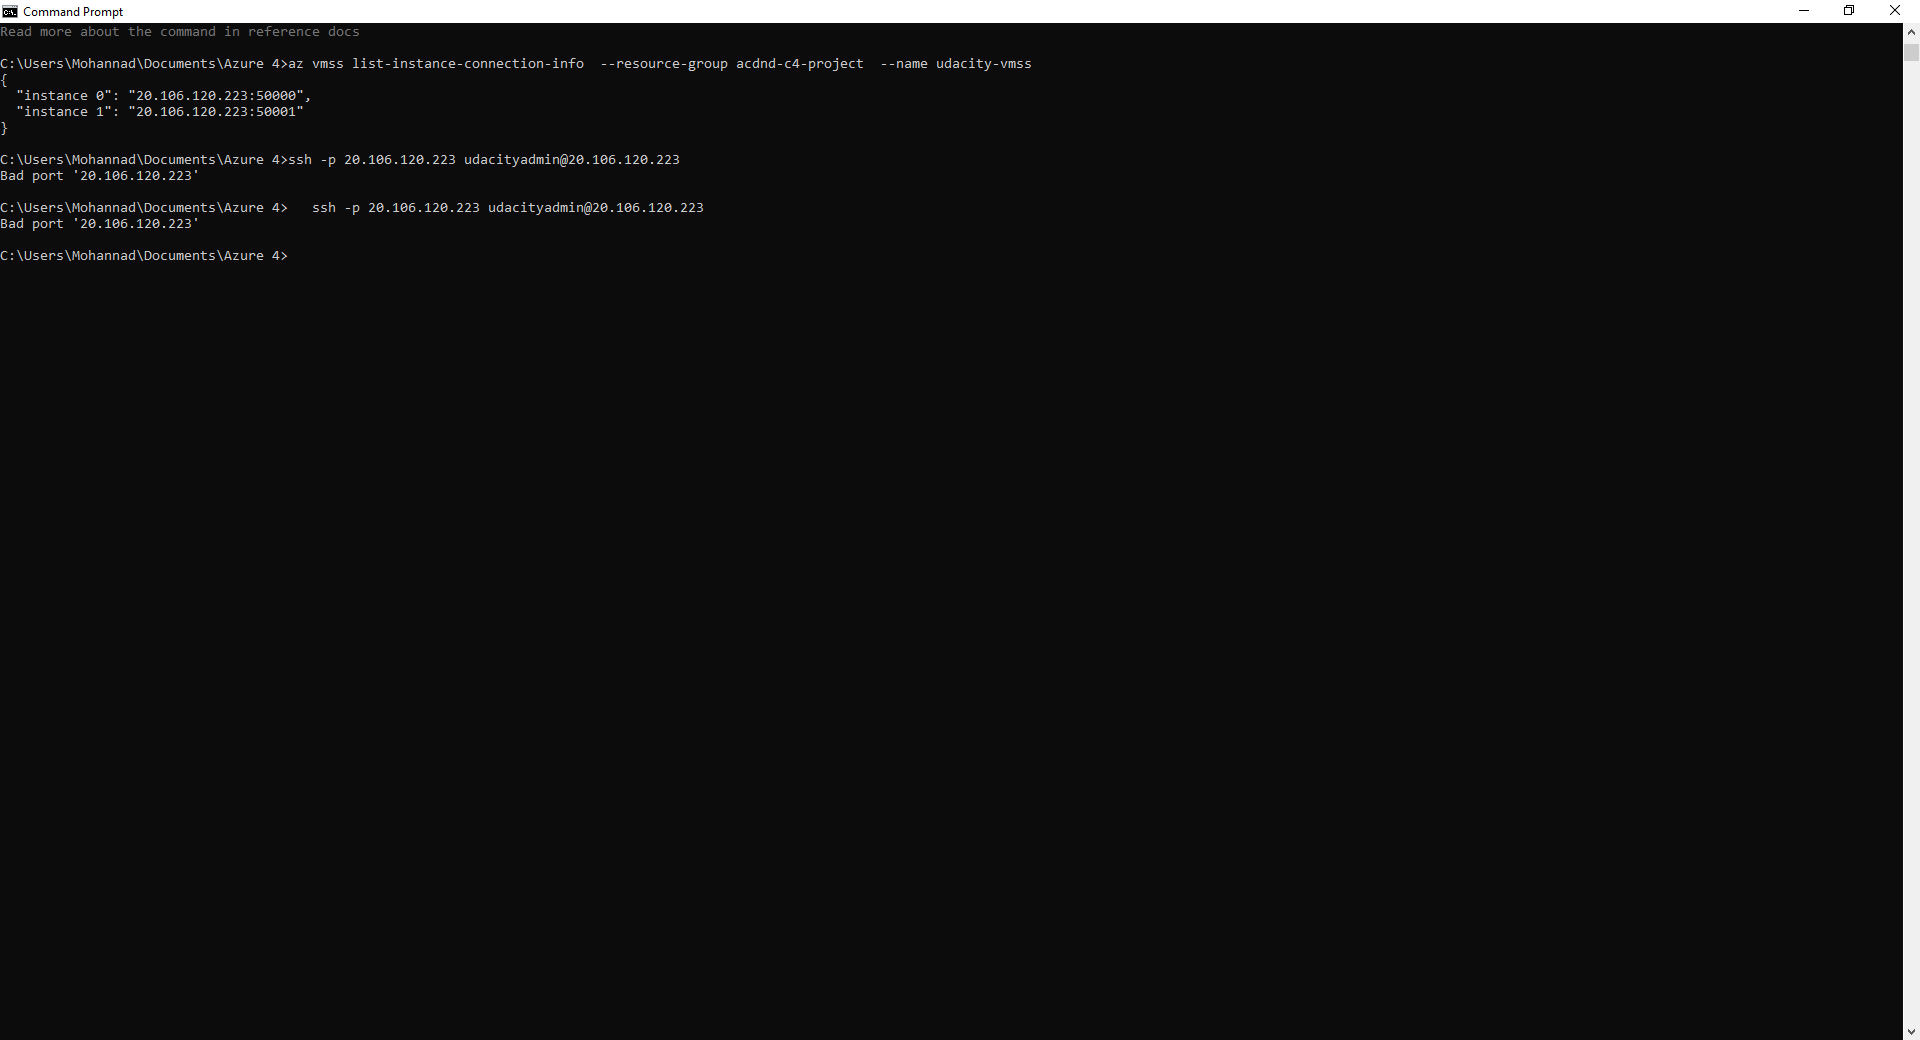 Command Prompt
Read more about the command in reference docs
C:\Users\Mohannad\Documents\Azure 4>az vmss list-instance-connection-info  --resource-group acdnd-c4-project  --name udacity-vmss
{
  "instance 0": "20.106.120.223:50000",
  "instance 1": "20.106.120.223:50001"
}
C:\Users\Mohannad\Documents\Azure 4>ssh -p 20.106.120.223 udacityadmin@20.106.120.223
Bad port '20.106.120.223'
C:\Users\Mohannad\Documents\Azure 4>   ssh -p 20.106.120.223 udacityadmin@20.106.120.223
Bad port '20.106.120.223'
C:\Users\Mohannad\Documents\Azure 4>